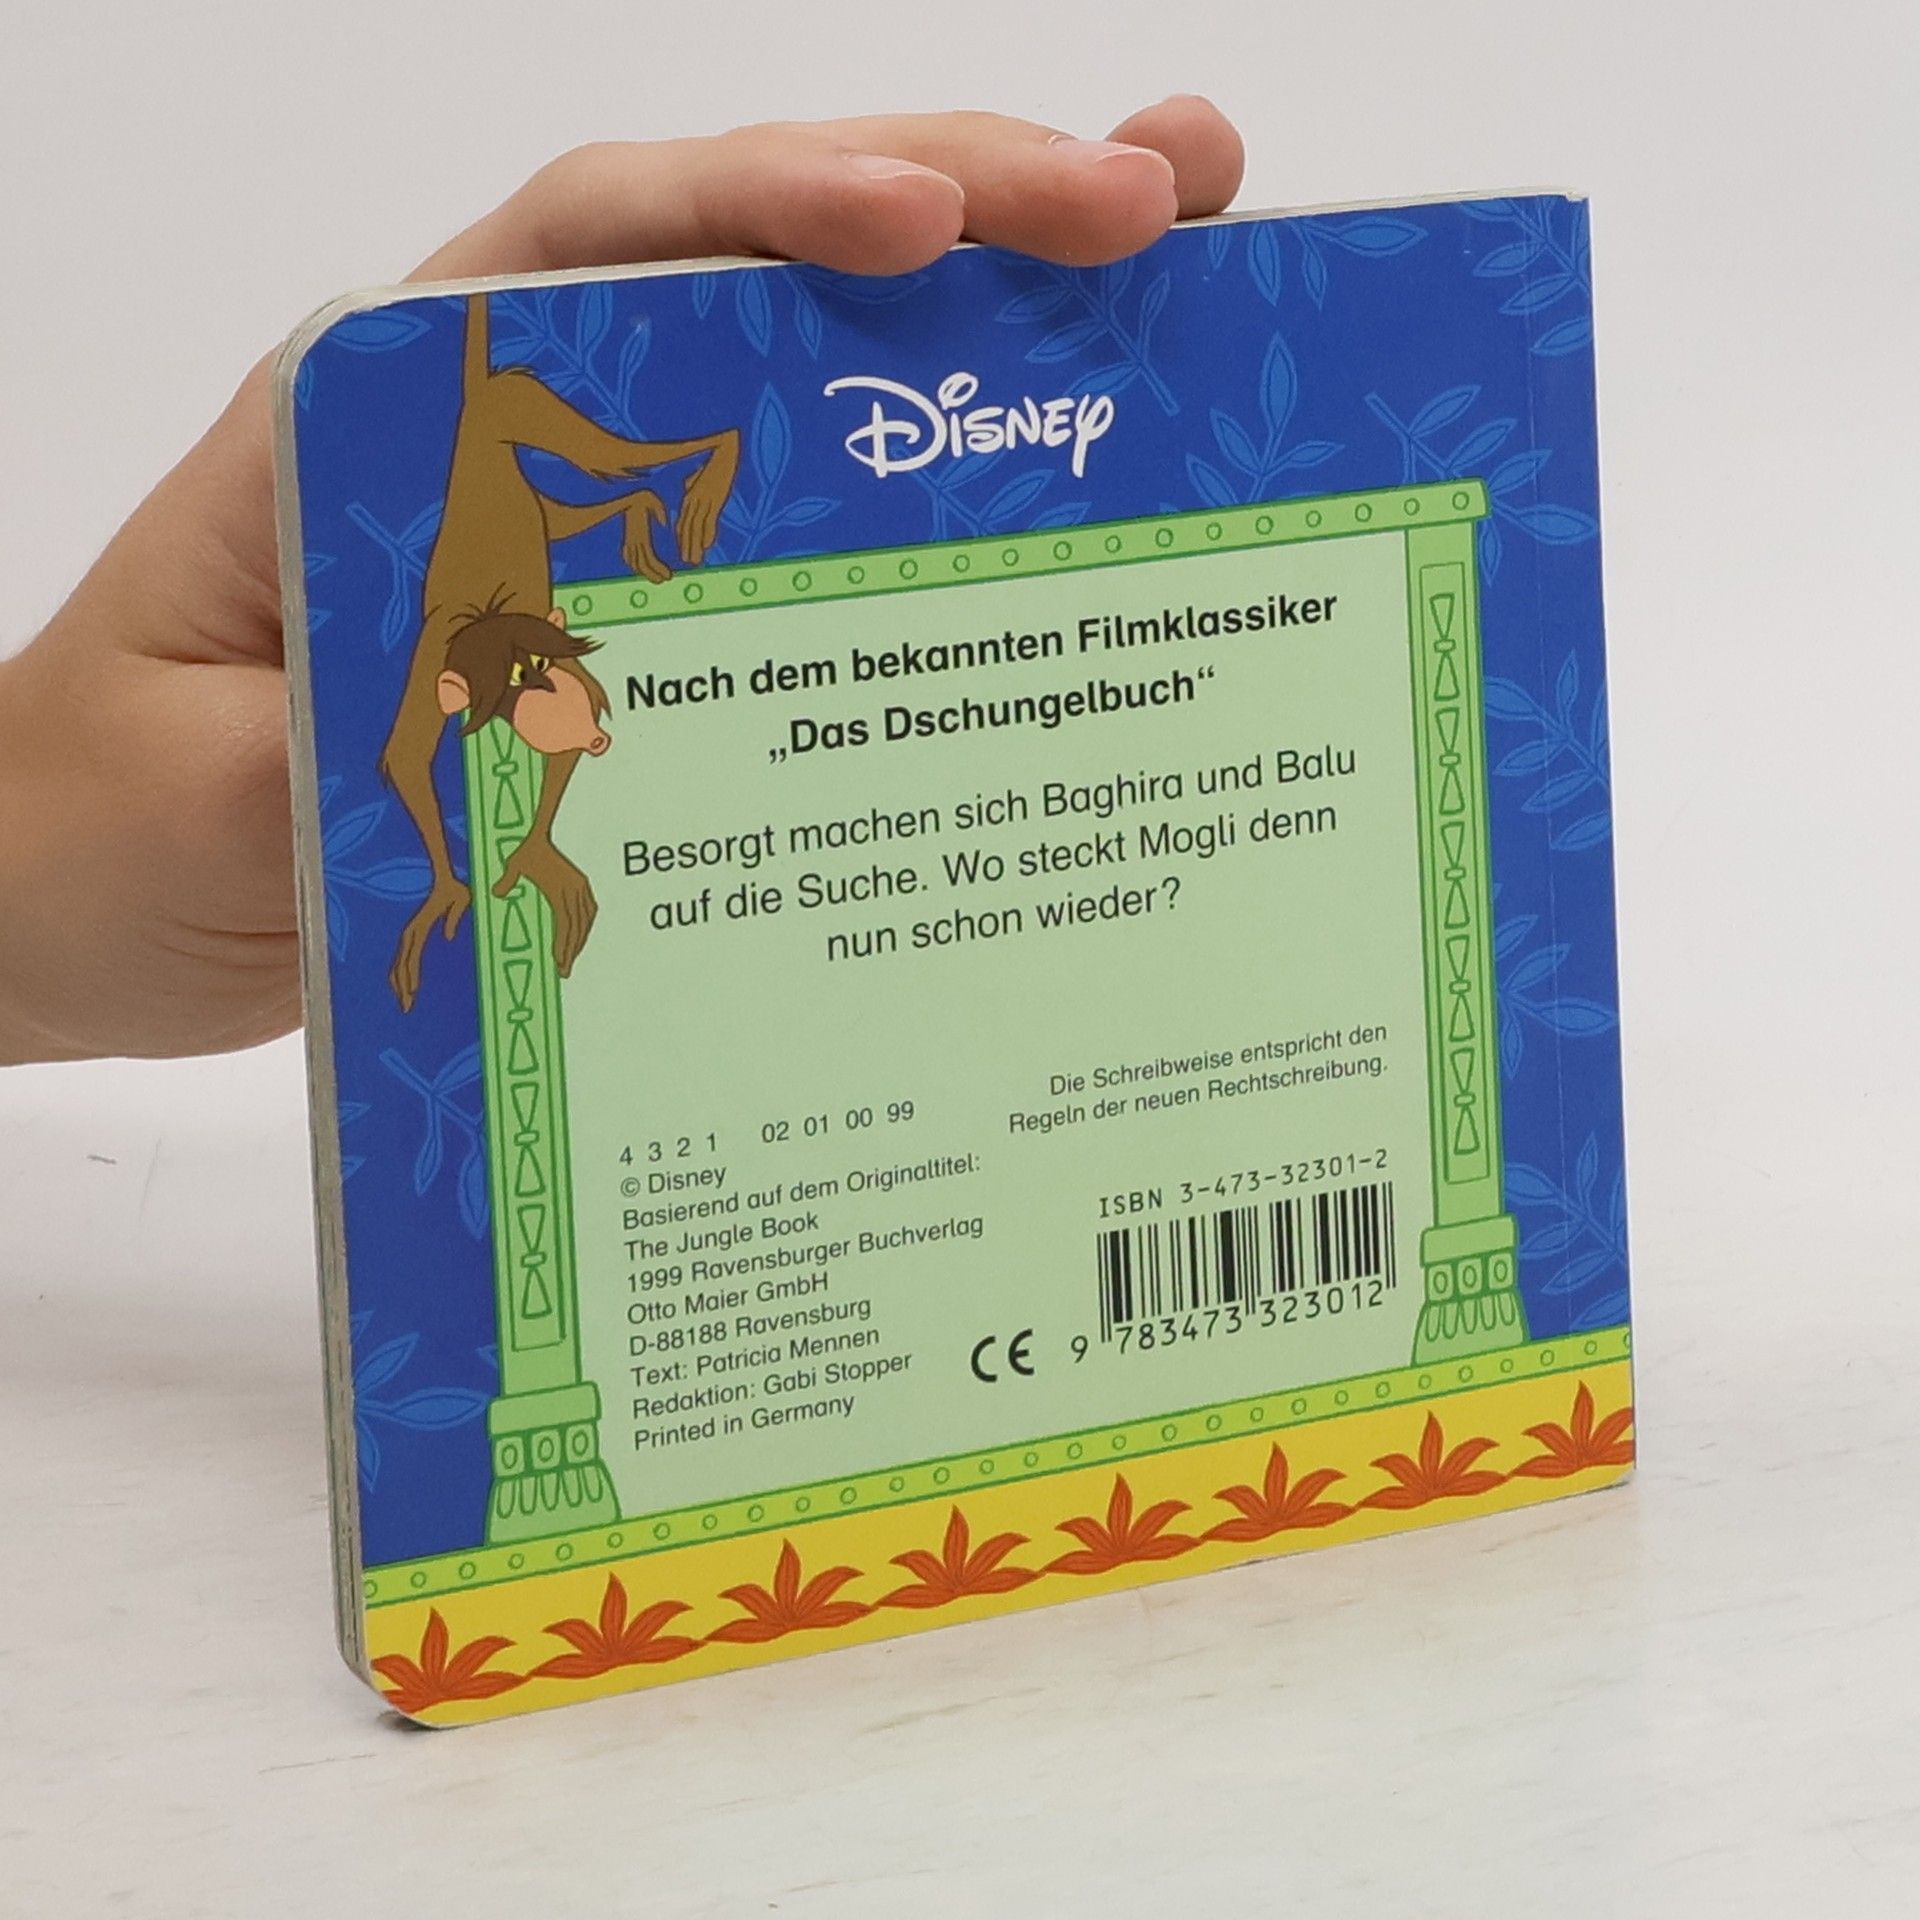 Disney
Nach dem bekannten Filmklassiker
„Das Dschungelbuch“
Besorgt machen sich Baghira und Balu
auf die Suche. Wo steckt Mogli denn
nun schon wieder?
Die Schreibweise entspricht den
Regeln der neuen Rechtschreibung.
4 3 2 1 02 01 00 99
© Disney
Basierend auf dem Originaltitel:
The Jungle Book
1999 Ravensburger Buchverlag
Otto Maier GmbH
D-88188 Ravensburg
Text: Patricia Mennen
Redaktion: Gabi Stopper
Printed in Germany
CE
ISBN 3-473-32301-2
9 783473 323012